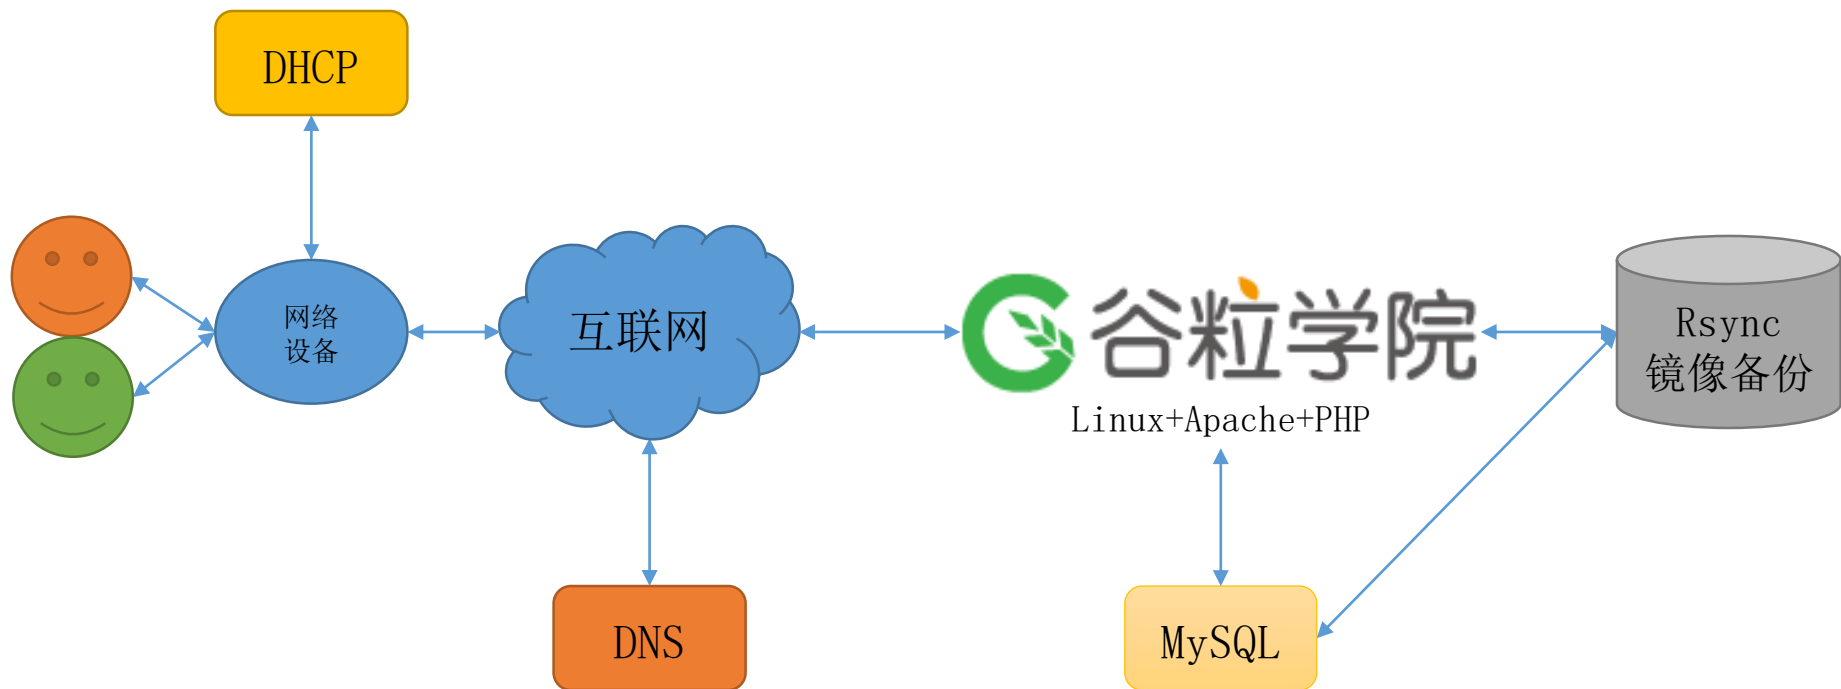 DHCP
网络
设备
互联网
谷粒学院
Linux+Apache+PHP
Rsync
镜像备份
DNS
MySQL